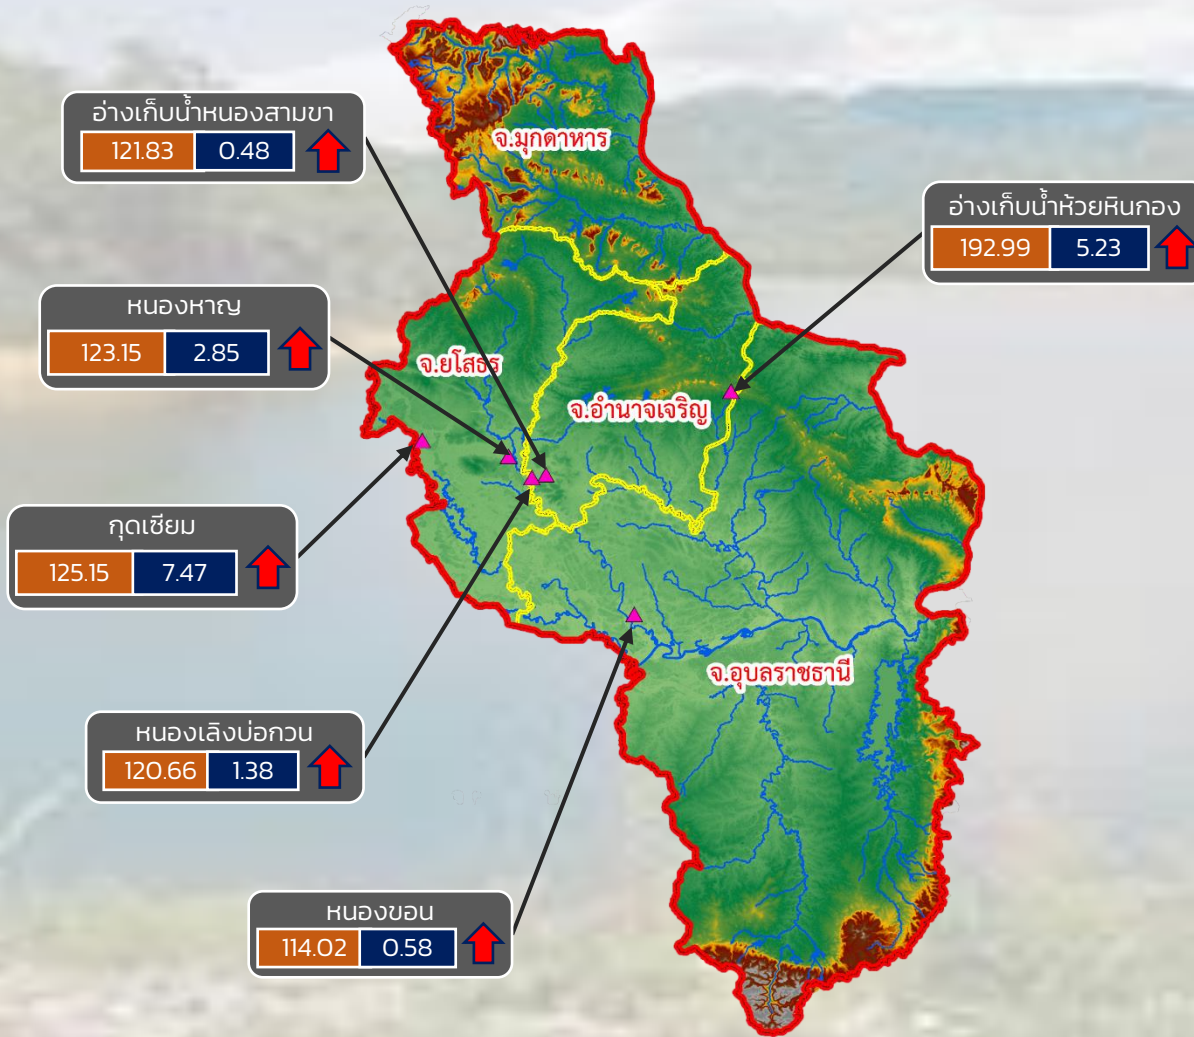 อ่างเก็บน้ำหนองสามขา
121.83 0.48
จ.มุกดาหาร
อ่างเก็บน้ำห้วยหินกอง
192.99 5.23
หนองหาญ
123.15 2.85
จ.ยโสธร
จ.อำนาจเจริญ
กุดเซียม
125.15 7.47
จ.อุบลราชธานี
หนองเลิงบ่อกวน
120.66 1.38
หนองขอน
114.02 0.58